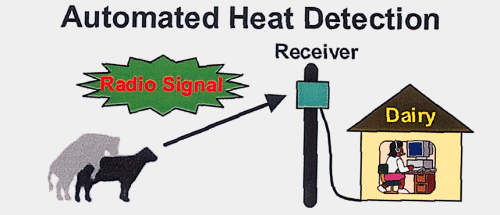 Automated Heat Detection
Receiver
Radio Signal
Dairy